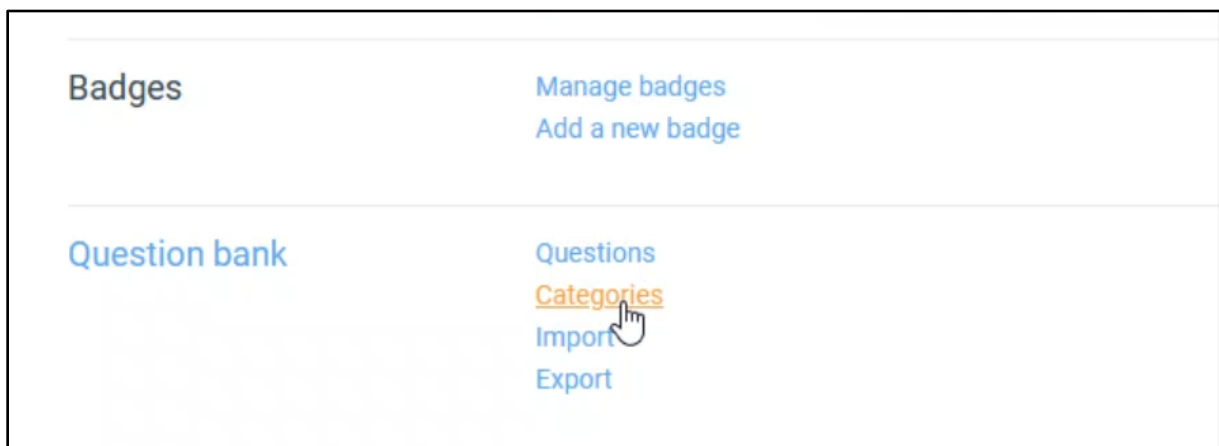 Badges
Manage badges
Add a new badge
Question bank
Questions
Categories
Import
Export